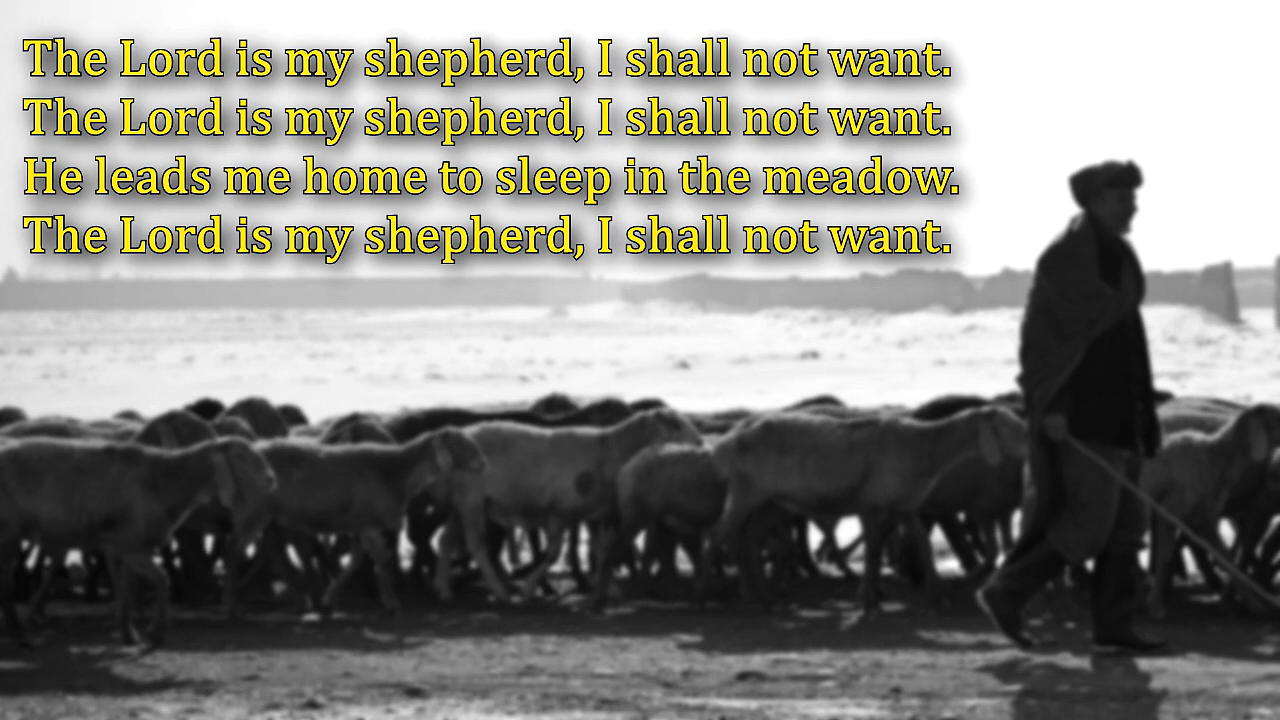 The Lord is my shepherd, I shall not want.
The Lord is my shepherd, I shall not want.
He leads me home to sleep in the meadow.
The Lord is my shepherd, I shall not want.